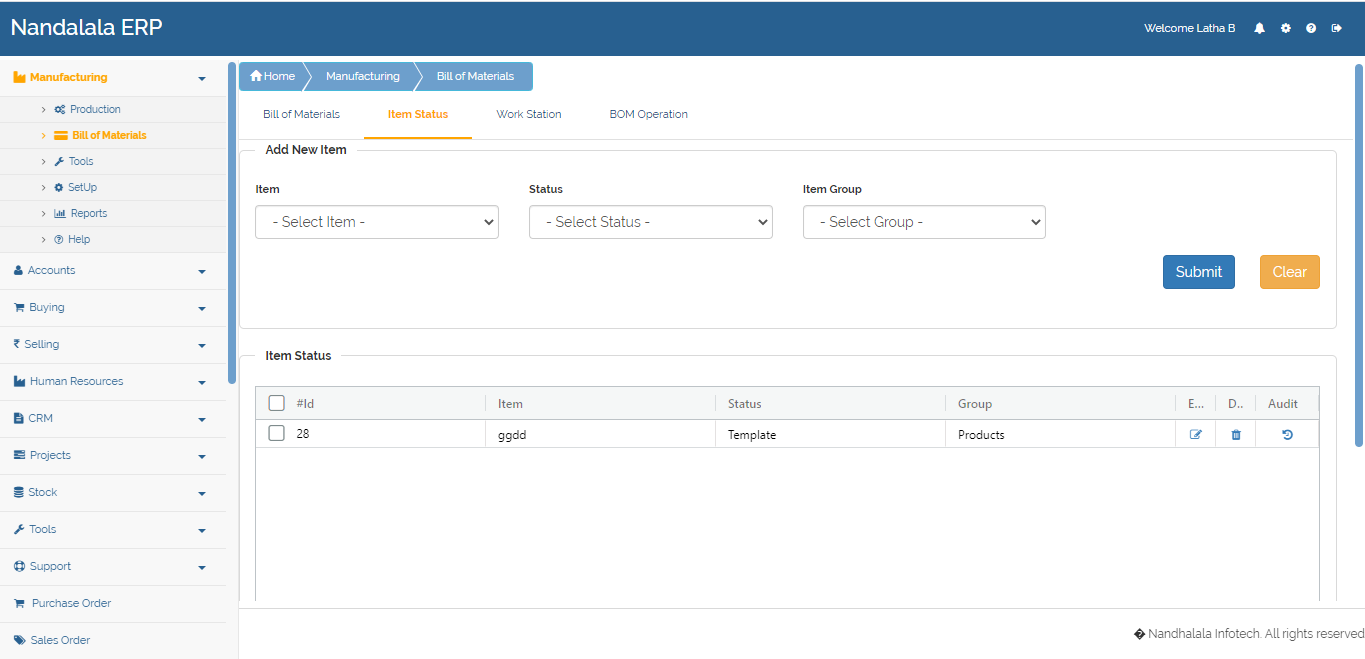 Nandalala ERP
Welcome Latha B
Manufacturing
Production
Bill of Materials
Tools
SetUp
Reports
Help
Accounts
Buying
Selling
Human Resources
CRM
Projects
Stock
Tools
Support
Purchase Order
Sales Order
Home Manufacturing Bill of Materials
Bill of Materials Item Status Work Station BOM Operation
Add New Item
Item Status Item Group
- Select Item - - Select Status - - Select Group -
Submit Clear
Item Status
#Id Item Status Group E... D.. Audit
28 ggdd Template Products
� Nandhalala Infotech. All rights reserved